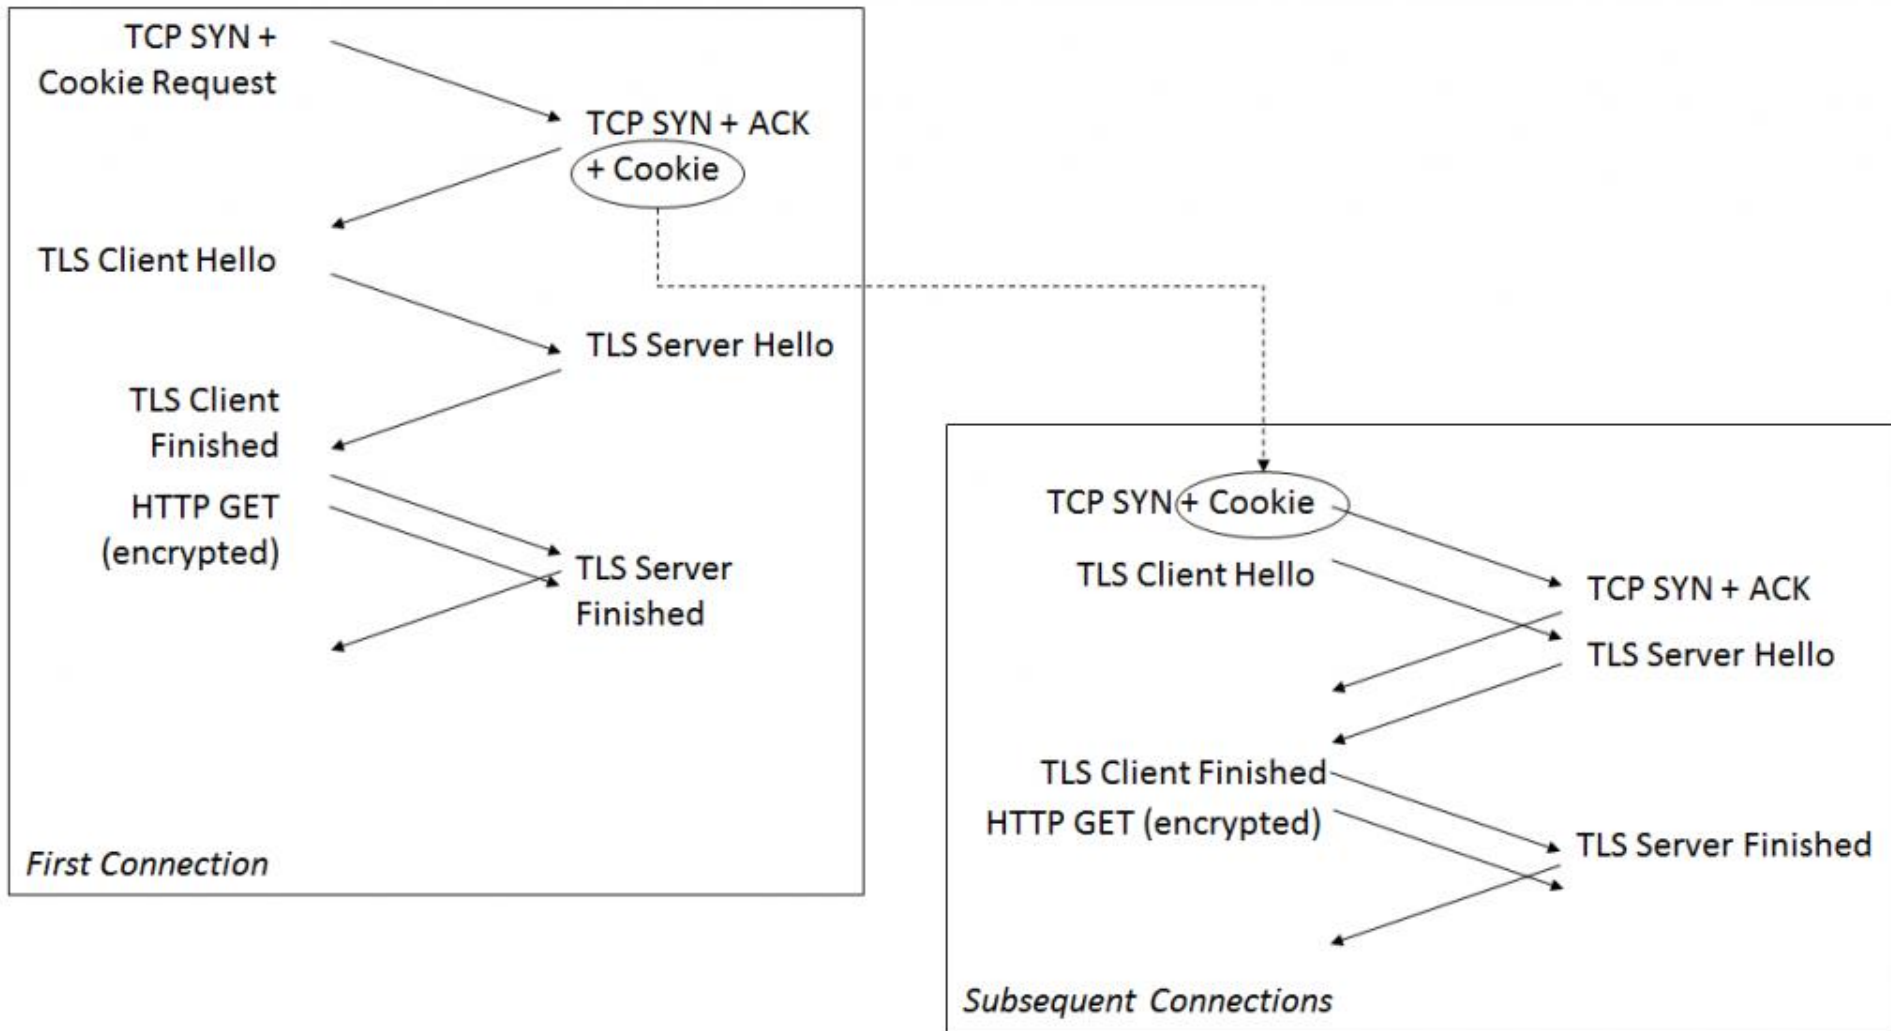 TCP SYN +
Cookie Request
TCP SYN + ACK
+ Cookie
TLS Client Hello
TLS Server Hello
TLS Client
Finished
HTTP GET
(encrypted)
TLS Server
Finished
First Connection
TCP SYN + Cookie
TLS Client Hello
TCP SYN + ACK
TLS Server Hello
TLS Client Finished
HTTP GET (encrypted)
TLS Server Finished
Subsequent Connections